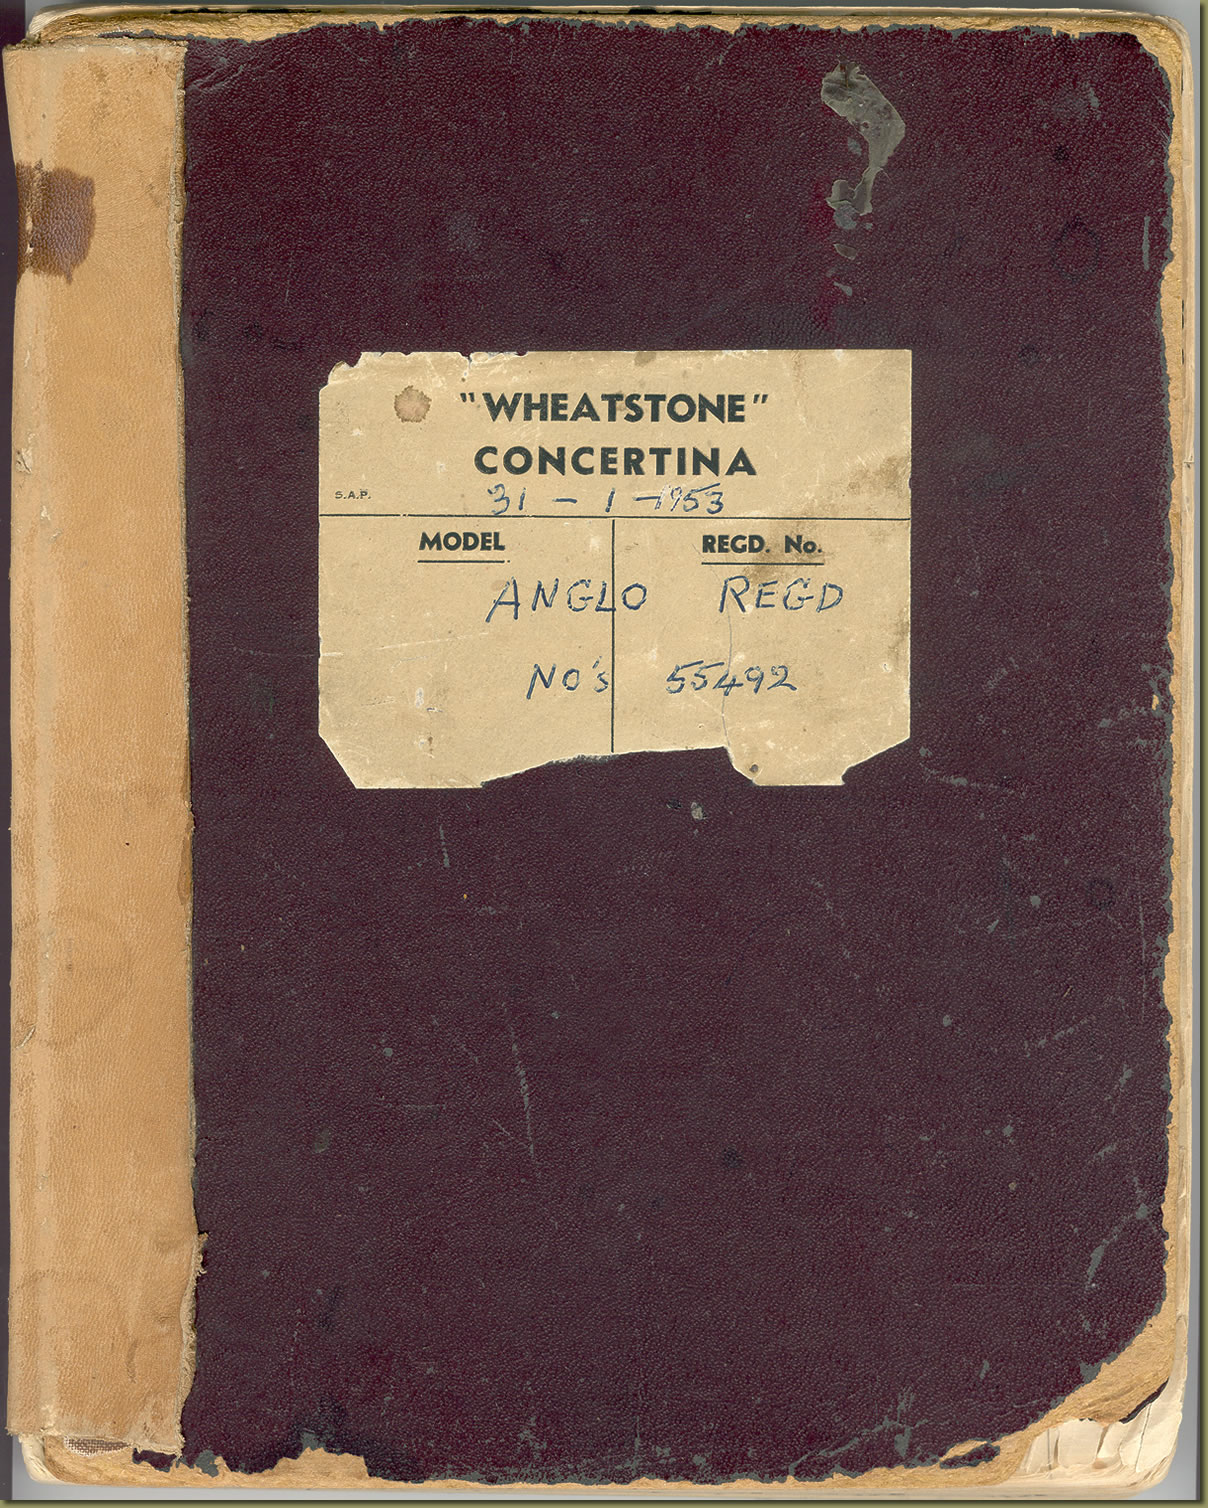 "WHEATSTONE"
CONCERTINA
S.A.P.
31 - 1 - 1953
MODEL REGD. No.
ANGLO REGD
NO's 55492